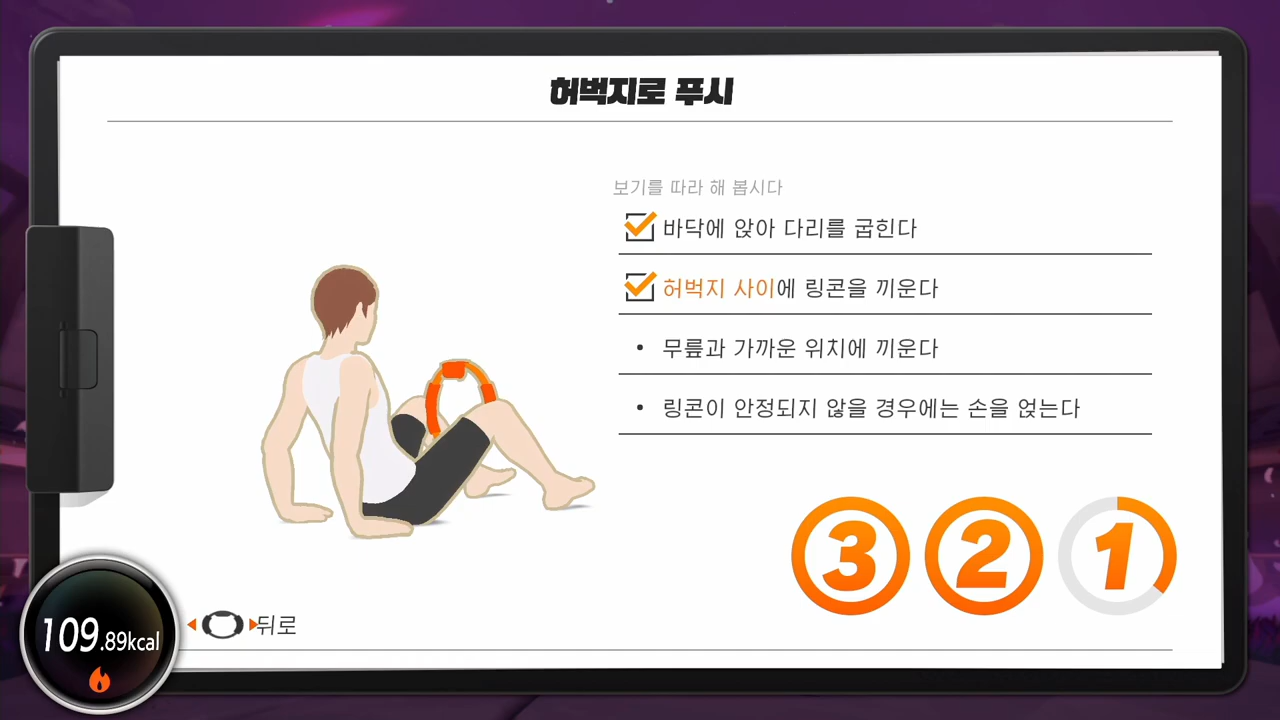 허벅지로 푸시
보기를 따라 해 봅시다
바닥에 앉아 다리를 굽힌다
허벅지 사이에 링콘을 끼운다
• 무릎과 가까운 위치에 끼운다
• 링콘이 안정되지 않을 경우에는 손을 얹는다
3 2 1
뒤로
109.89kcal